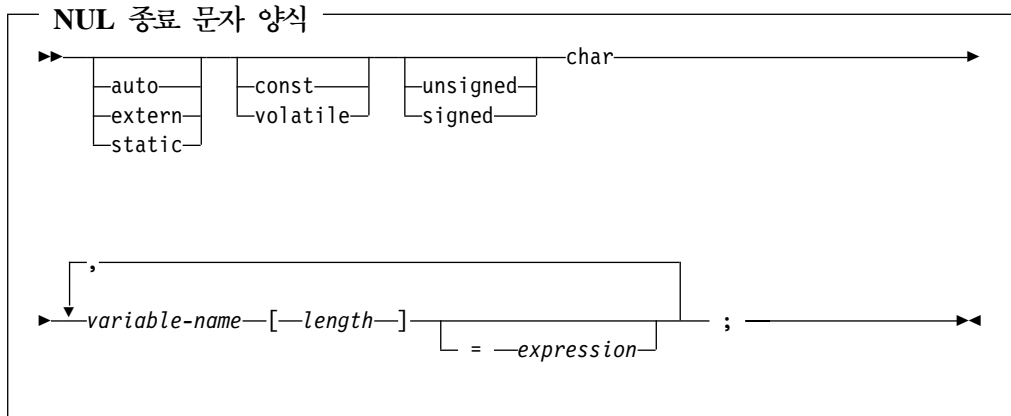 NUL 종료 문자 양식
char
auto const unsigned
extern volatile signed
static
,
variable-name [ length ] ;
= expression